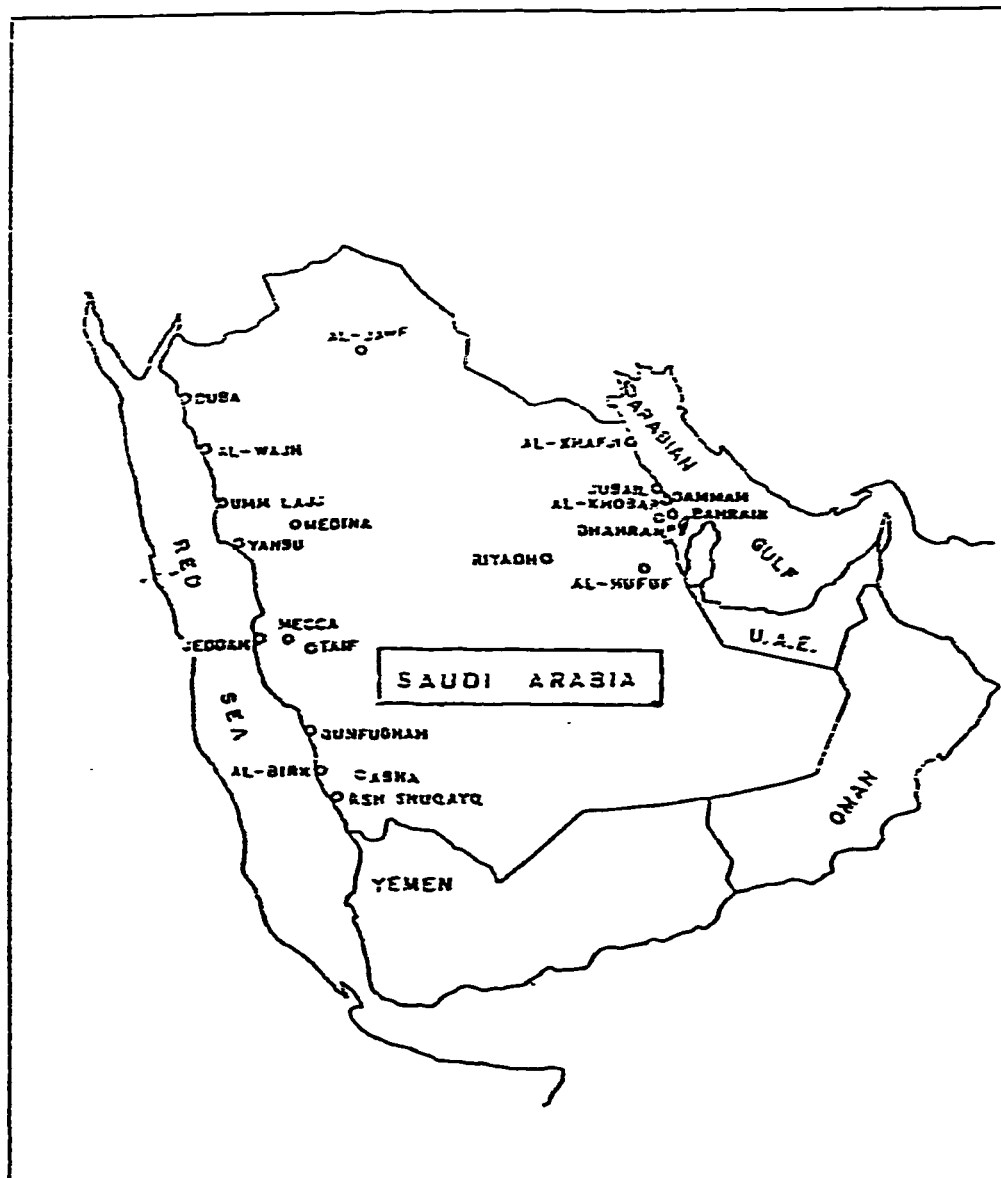 AL-JAWF
DUBA
AL-WAJH
AL-KHAFJI
ARABIAN
UMM LAJJ
JUBAIL
DAMMAM
AL-KHOBAR
BAHRAIN
MEDINA
DHAHRAN
YANBU
RED
RIYADH
GULF
AL-HUFUF
MECCA
JEDDAH
TAIF
U.A.E.
SAUDI ARABIA
SEA
QUNFUDHAH
AL-BIRK
ABHA
ASH SHUQAYQ
OMAN
YEMEN